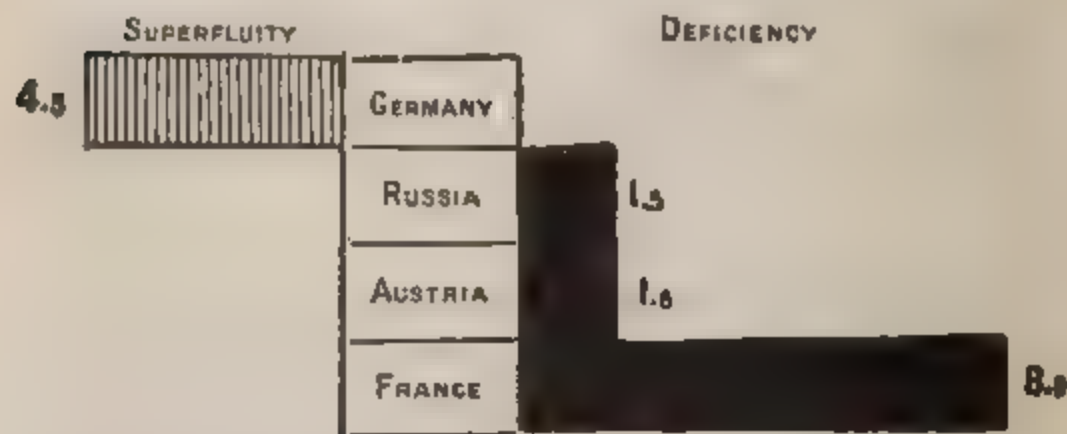 SUPERFLUITY DEFICIENCY
4.5 GERMANY
RUSSIA 1.5
AUSTRIA 1.6
FRANCE